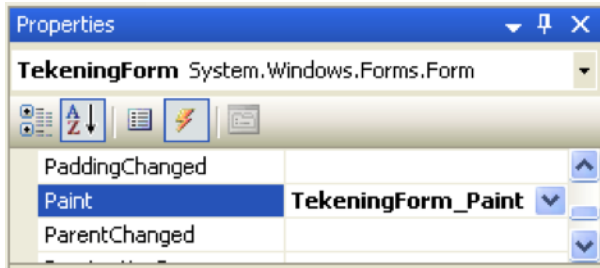 Properties
TekeningForm System.Windows.Forms.Form
A Z
PaddingChanged
Paint TekeningForm_Paint
ParentChanged